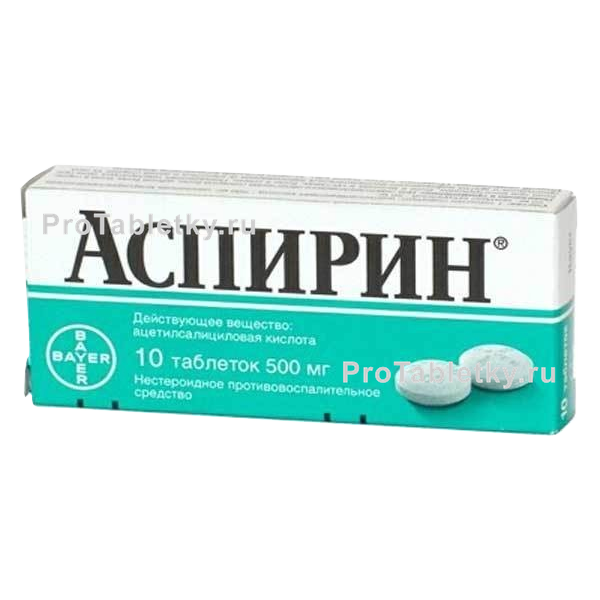 ProTabletky.ru
АСПИРИН®
Действующее вещество:
ацетилсалициловая кислота
10 таблеток 500 мг
Нестероидное противовоспалительное
средство
BAYER
BAYER
ProTabletky.ru
10 таблеток